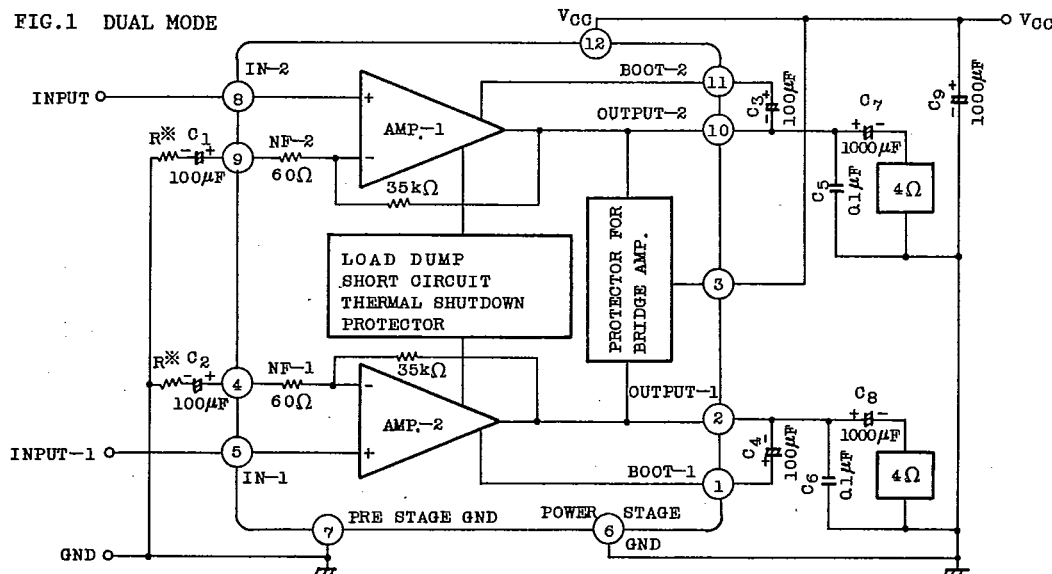 FIG.1 DUAL MODE
VCC
VCC
12
IN-2
BOOT-2
11
INPUT
8
+
C3
+
-
100μF
OUTPUT-2
10
AMP.-1
R※ C1
- +
100μF
9
NF-2
60Ω
-
35kΩ
C7
+ -
1000μF
C9
+
-
1000μF
C5
0.1μF
4Ω
LOAD DUMP
SHORT CIRCUIT
THERMAL SHUTDOWN
PROTECTOR
PROTECTOR FOR
BRIDGE AMP.
3
R※ C2
- +
100μF
4
NF-1
60Ω
-
35kΩ
AMP.-2
OUTPUT-1
2
C8
+ -
1000μF
C4
-
+
100μF
C6
0.1μF
4Ω
INPUT-1
5
+
IN-1
BOOT-1
1
7
PRE STAGE GND
POWER STAGE
6
GND
GND